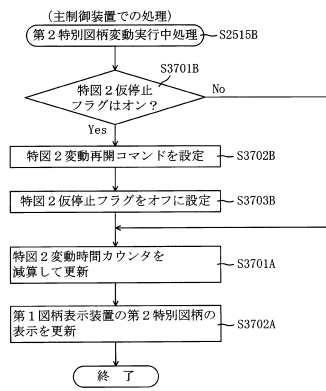 (主制御装置での処理)
第2特別図柄変動実行中処理
S2515B
S3701B
特図2仮停止
フラグはオン?
No
Yes
特図2変動再開コマンドを設定
S3702B
特図2仮停止フラグをオフに設定
S3703B
特図2変動時間カウンタを
減算して更新
S3701A
第1図柄表示装置の第2特別図柄の
表示を更新
S3702A
終 了